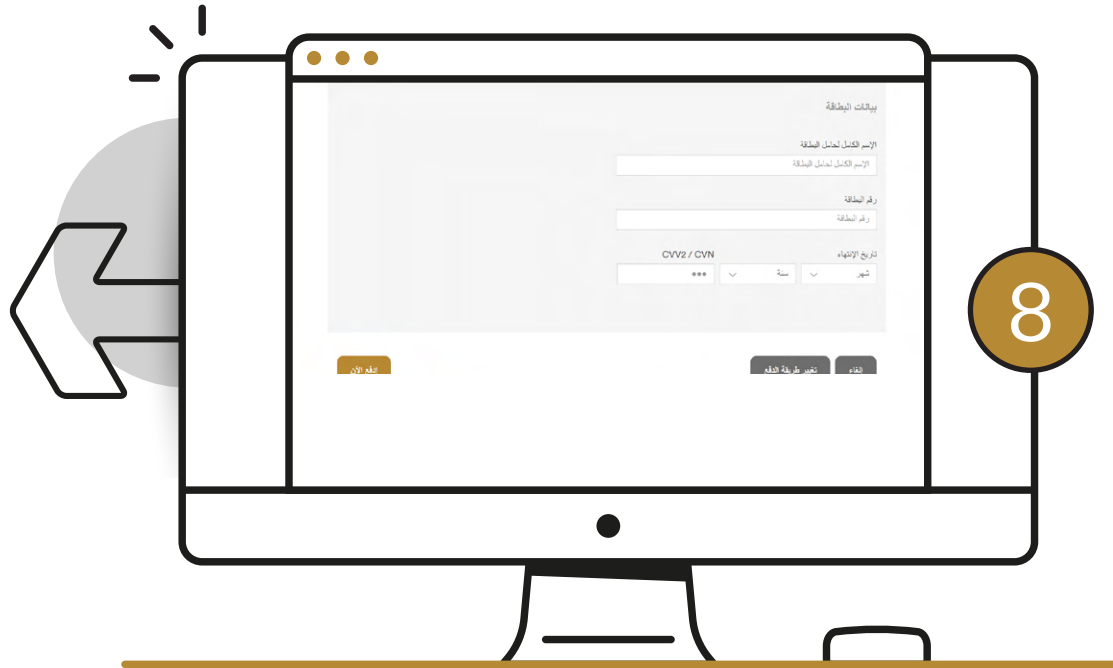 بيانات البطاقة
الإسم الكامل لحامل البطاقة
الإسم الكامل لحامل البطاقة
رقم البطاقة
رقم البطاقة
تاريخ الإنتهاء CVV2 / CVN
شهر سنة •••
إلغاء تغيير طريقة الدفع إدفع الآن
8